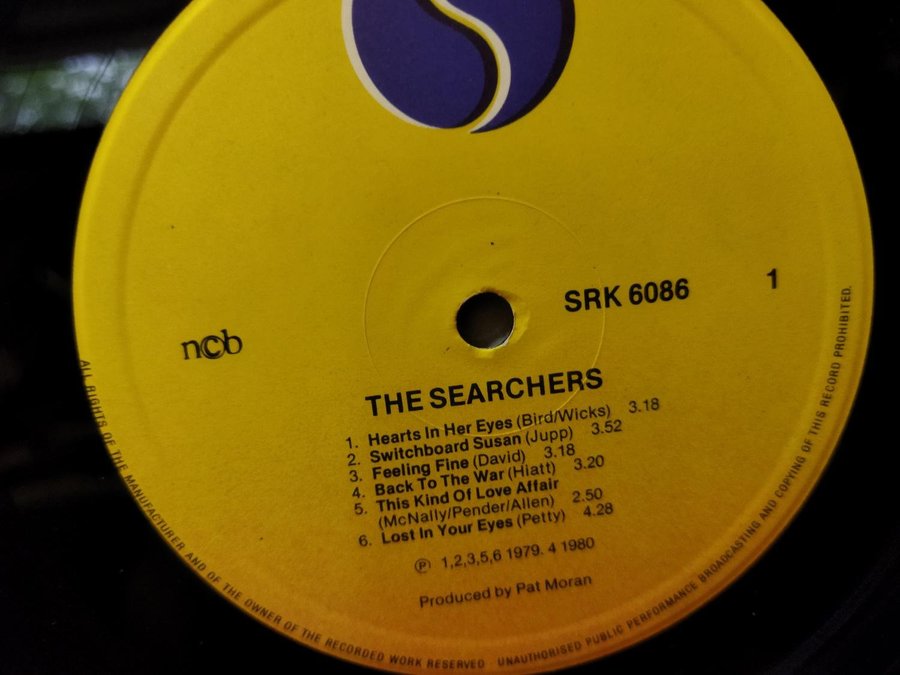 SRK 6086
1
ncb
THE SEARCHERS
1. Hearts In Her Eyes (Bird/Wicks) 3.18
2. Switchboard Susan (Jupp) 3.52
3. Feeling Fine (David) 3.18
4. Back To The War (Hiatt) 3.20
5. This Kind Of Love Affair
(McNally/Pender/Allen) 2.50
6. Lost In Your Eyes (Petty) 4.28
Ⓟ 1,2,3,5,6 1979. 4 1980
Produced by Pat Moran
ALL RIGHTS OF THE MANUFACTURER AND OF THE OWNER OF THE RECORDED WORK RESERVED · UNAUTHORISED PUBLIC PERFORMANCE BROADCASTING AND COPYING OF THIS RECORD PROHIBITED.